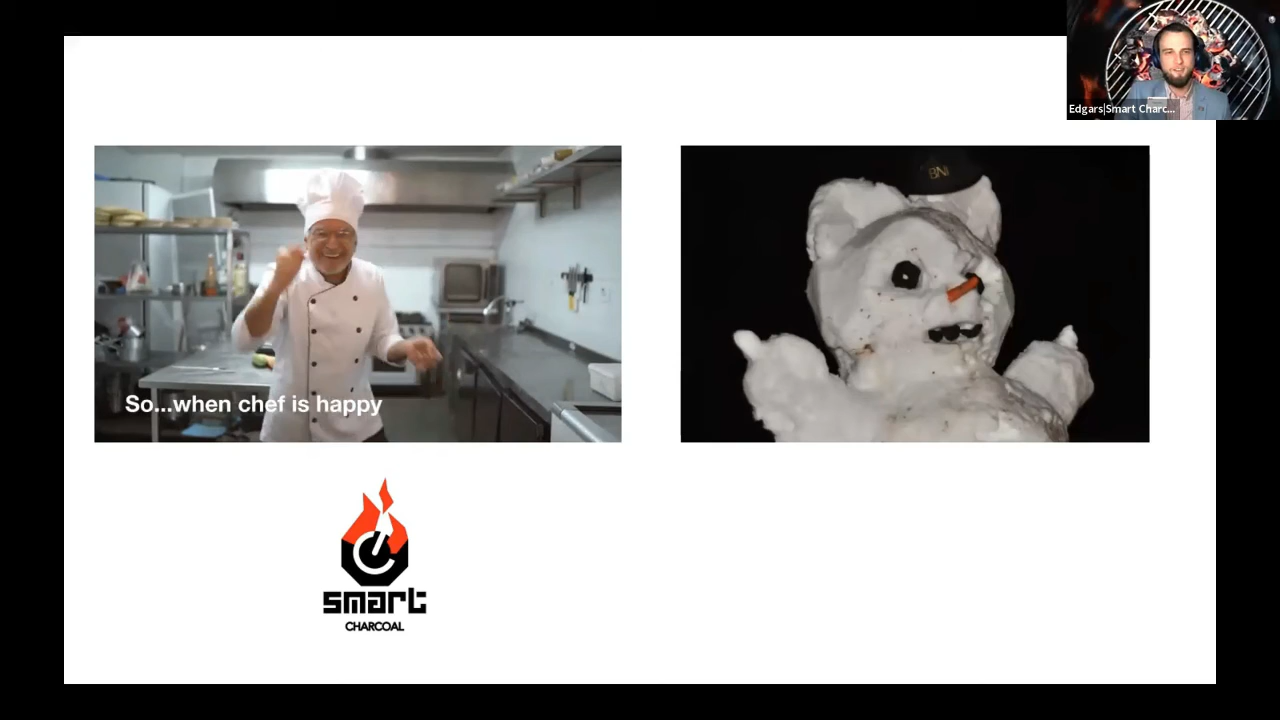 Edgars|Smart Charc...
BNI
So...when chef is happy
smart
CHARCOAL